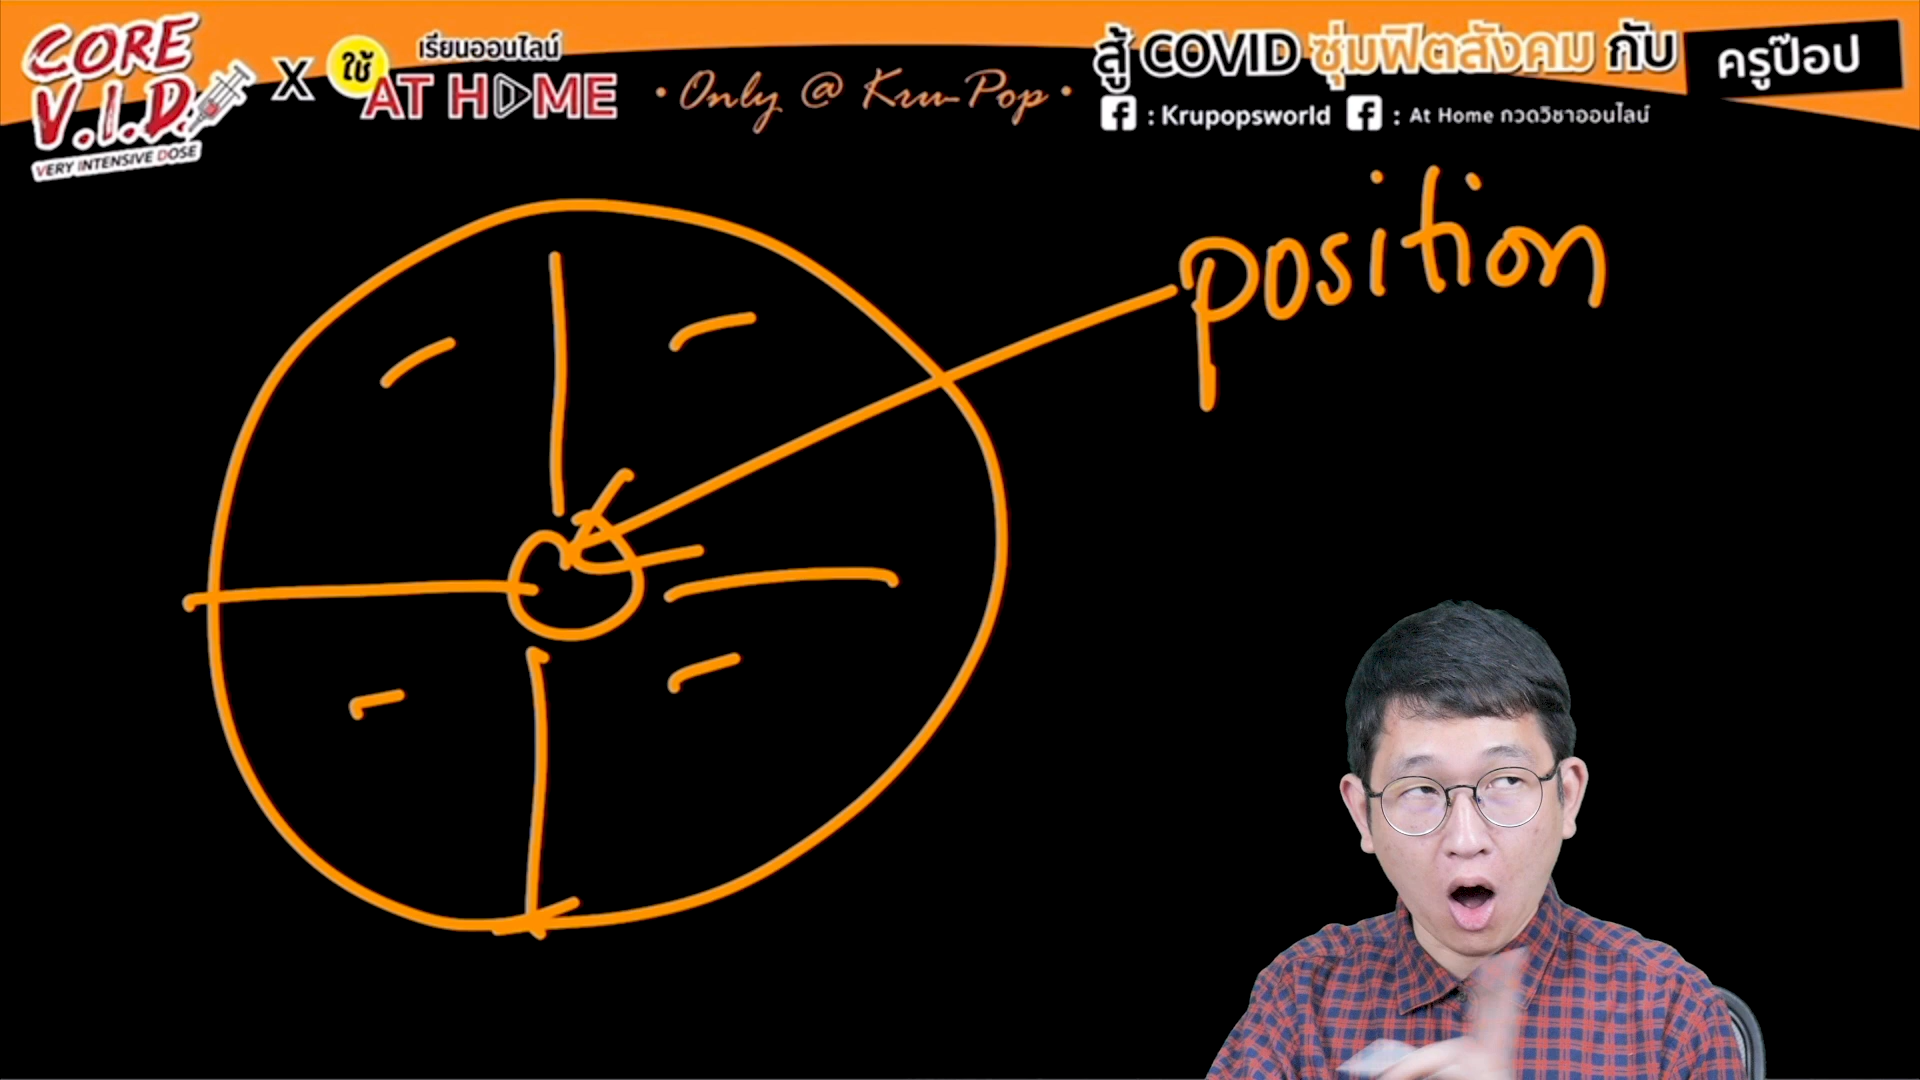 CORE
V.I.D.
VERY INTENSIVE DOSE
X
ใช้
เรียนออนไลน์
AT HOME
• Only @ Kru-Pop •
สู้ COVID ซุ่มฟิตสังคม กับ ครูป๊อป
: Krupopsworld : At Home กวดวิชาออนไลน์
position